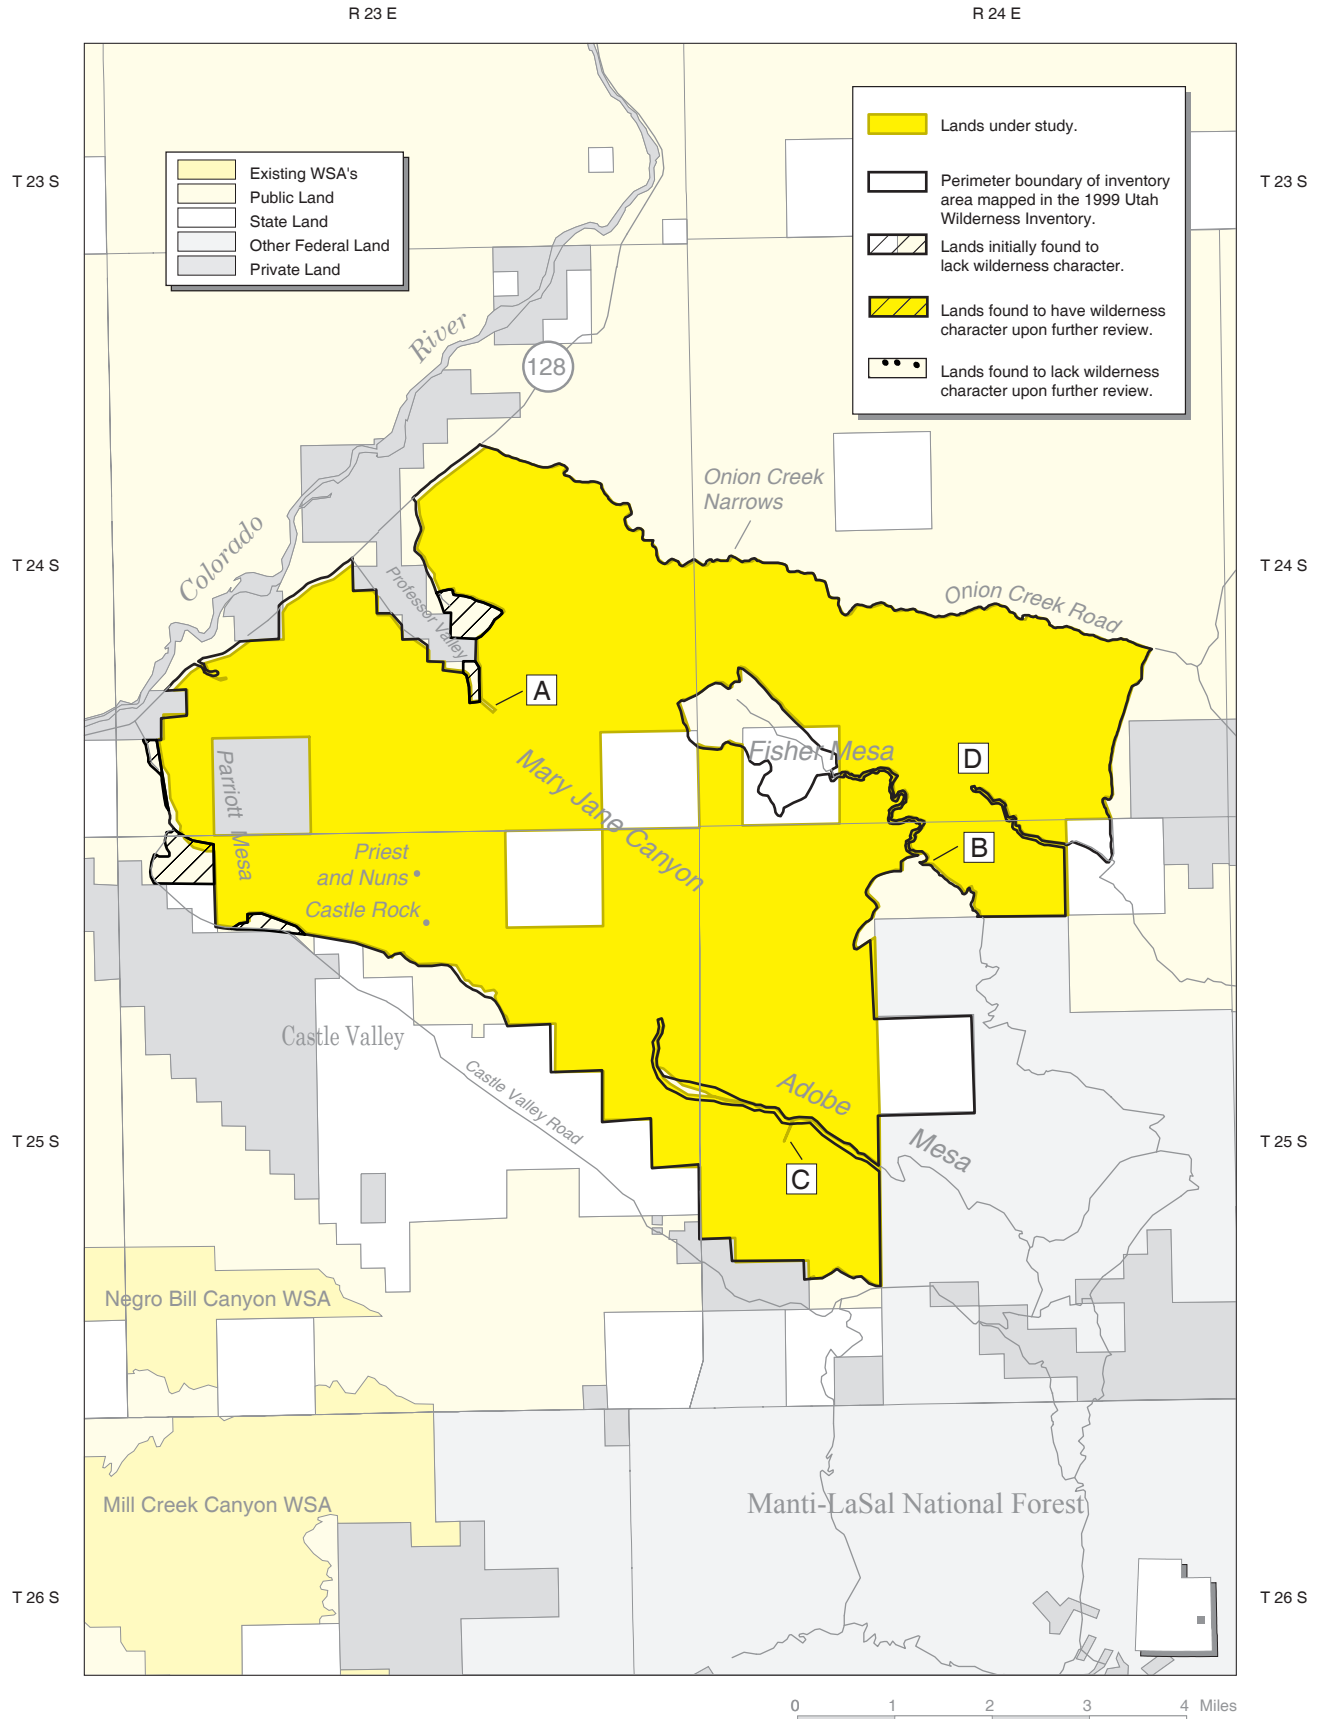 R 23 E
R 24 E
T 23 S
T 23 S
Existing WSA's
Public Land
State Land
Other Federal Land
Private Land
Lands under study.
Perimeter boundary of inventory
area mapped in the 1999 Utah
Wilderness Inventory.
Lands initially found to
lack wilderness character.
Lands found to have wilderness
character upon further review.
Lands found to lack wilderness
character upon further review.
River
128
Colorado
Onion Creek
Narrows
T 24 S
T 24 S
Professor Valley
Onion Creek Road
A
Fisher Mesa
D
Parriott Mesa
Mary Jane Canyon
Priest
and Nuns
Castle Rock
B
Castle Valley
Castle Valley Road
Adobe
Mesa
T 25 S
T 25 S
C
Negro Bill Canyon WSA
Mill Creek Canyon WSA
Manti-LaSal National Forest
T 26 S
T 26 S
0 1 2 3 4 Miles